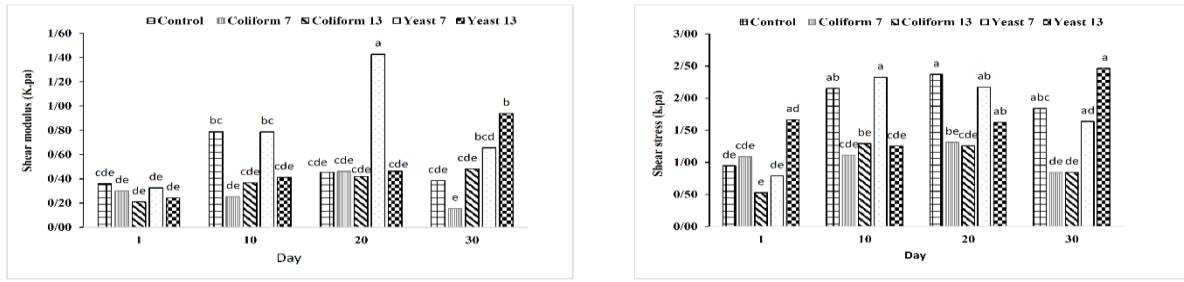 Control Coliform 7 Coliform 13 Yeast 7 Yeast 13
Shear modulus (K.pa)
1/60
1/40
1/20
1/00
0/80
0/60
0/40
0/20
0/00
cde de de de de
bc de cde bc cde
cde cde cde a cde
cde e cde bcd b
1 10 20 30
Day
Control Coliform 7 Coliform 13 Yeast 7 Yeast 13
Shear stress (k.pa)
3/00
2/50
2/00
1/50
1/00
0/50
0/00
de de e de ad
ab cde be a cde
a be cde ab ab
abc de de ad a
1 10 20 30
Day